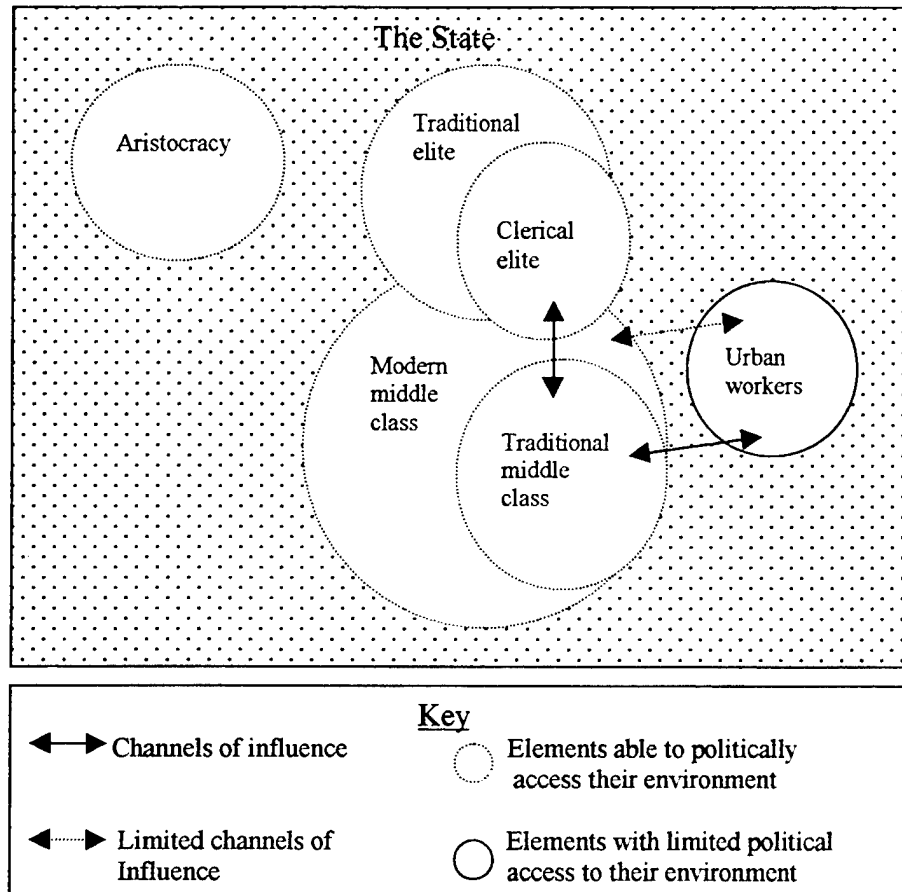 The State
Aristocracy
Traditional
elite
Clerical
elite
Modern
middle
class
Urban
workers
Traditional
middle
class
Key
Channels of influence
Elements able to politically
access their environment
Limited channels of
Influence
Elements with limited political
access to their environment